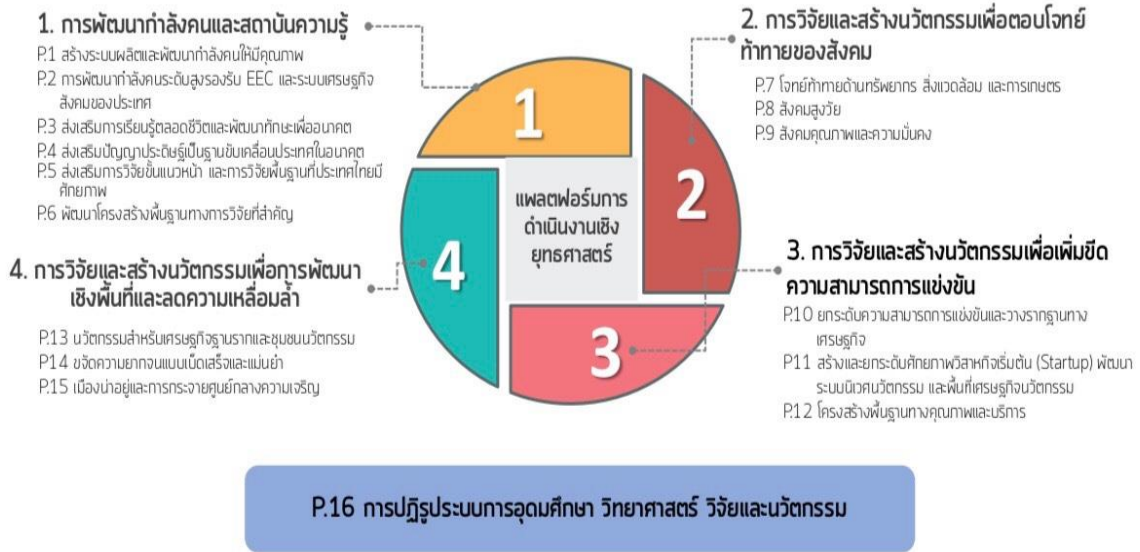 1. การพัฒนากำลังคนและสถาบันความรู้
P.1 สร้างระบบผลิตและพัฒนากำลังคนให้มีคุณภาพ
P.2 การพัฒนากำลังคนระดับสูงรองรับ EEC และระบบเศรษฐกิจ
สังคมของประเทศ
P.3 ส่งเสริมการเรียนรู้ตลอดชีวิตและพัฒนาทักษะเพื่ออนาคต
P.4 ส่งเสริมปัญญาประดิษฐ์เป็นฐานขับเคลื่อนประเทศในอนาคต
P.5 ส่งเสริมการวิจัยขั้นแนวหน้า และการวิจัยพื้นฐานที่ประเทศไทยมี
ศักยภาพ
P.6 พัฒนาโครงสร้างพื้นฐานทางการวิจัยที่สำคัญ
2. การวิจัยและสร้างนวัตกรรมเพื่อตอบโจทย์
ท้าทายของสังคม
P.7 โจทย์ท้าทายด้านทรัพยากร สิ่งแวดล้อม และการเกษตร
P.8 สังคมสูงวัย
P.9 สังคมคุณภาพและความมั่นคง
1
2
3
4
แพลตฟอร์มการ
ดำเนินงานเชิง
ยุทธศาสตร์
3. การวิจัยและสร้างนวัตกรรมเพื่อเพิ่มขีด
ความสามารถการแข่งขัน
P.10 ยกระดับความสามารถการแข่งขันและวางรากฐานทาง
เศรษฐกิจ
P.11 สร้างและยกระดับศักยภาพวิสาหกิจเริ่มต้น (Startup) พัฒนา
ระบบนิเวศนวัตกรรม และพื้นที่เศรษฐกิจนวัตกรรม
P.12 โครงสร้างพื้นฐานทางคุณภาพและบริการ
4. การวิจัยและสร้างนวัตกรรมเพื่อการพัฒนา
เชิงพื้นที่และลดความเหลื่อมล้ำ
P.13 นวัตกรรมสำหรับเศรษฐกิจฐานรากและชุมชนนวัตกรรม
P.14 ขจัดความยากจนแบบเบ็ดเสร็จและแม่นยำ
P.15 เมืองน่าอยู่และการกระจายศูนย์กลางความเจริญ
P.16 การปฏิรูประบบการอุดมศึกษา วิทยาศาสตร์ วิจัยและนวัตกรรม